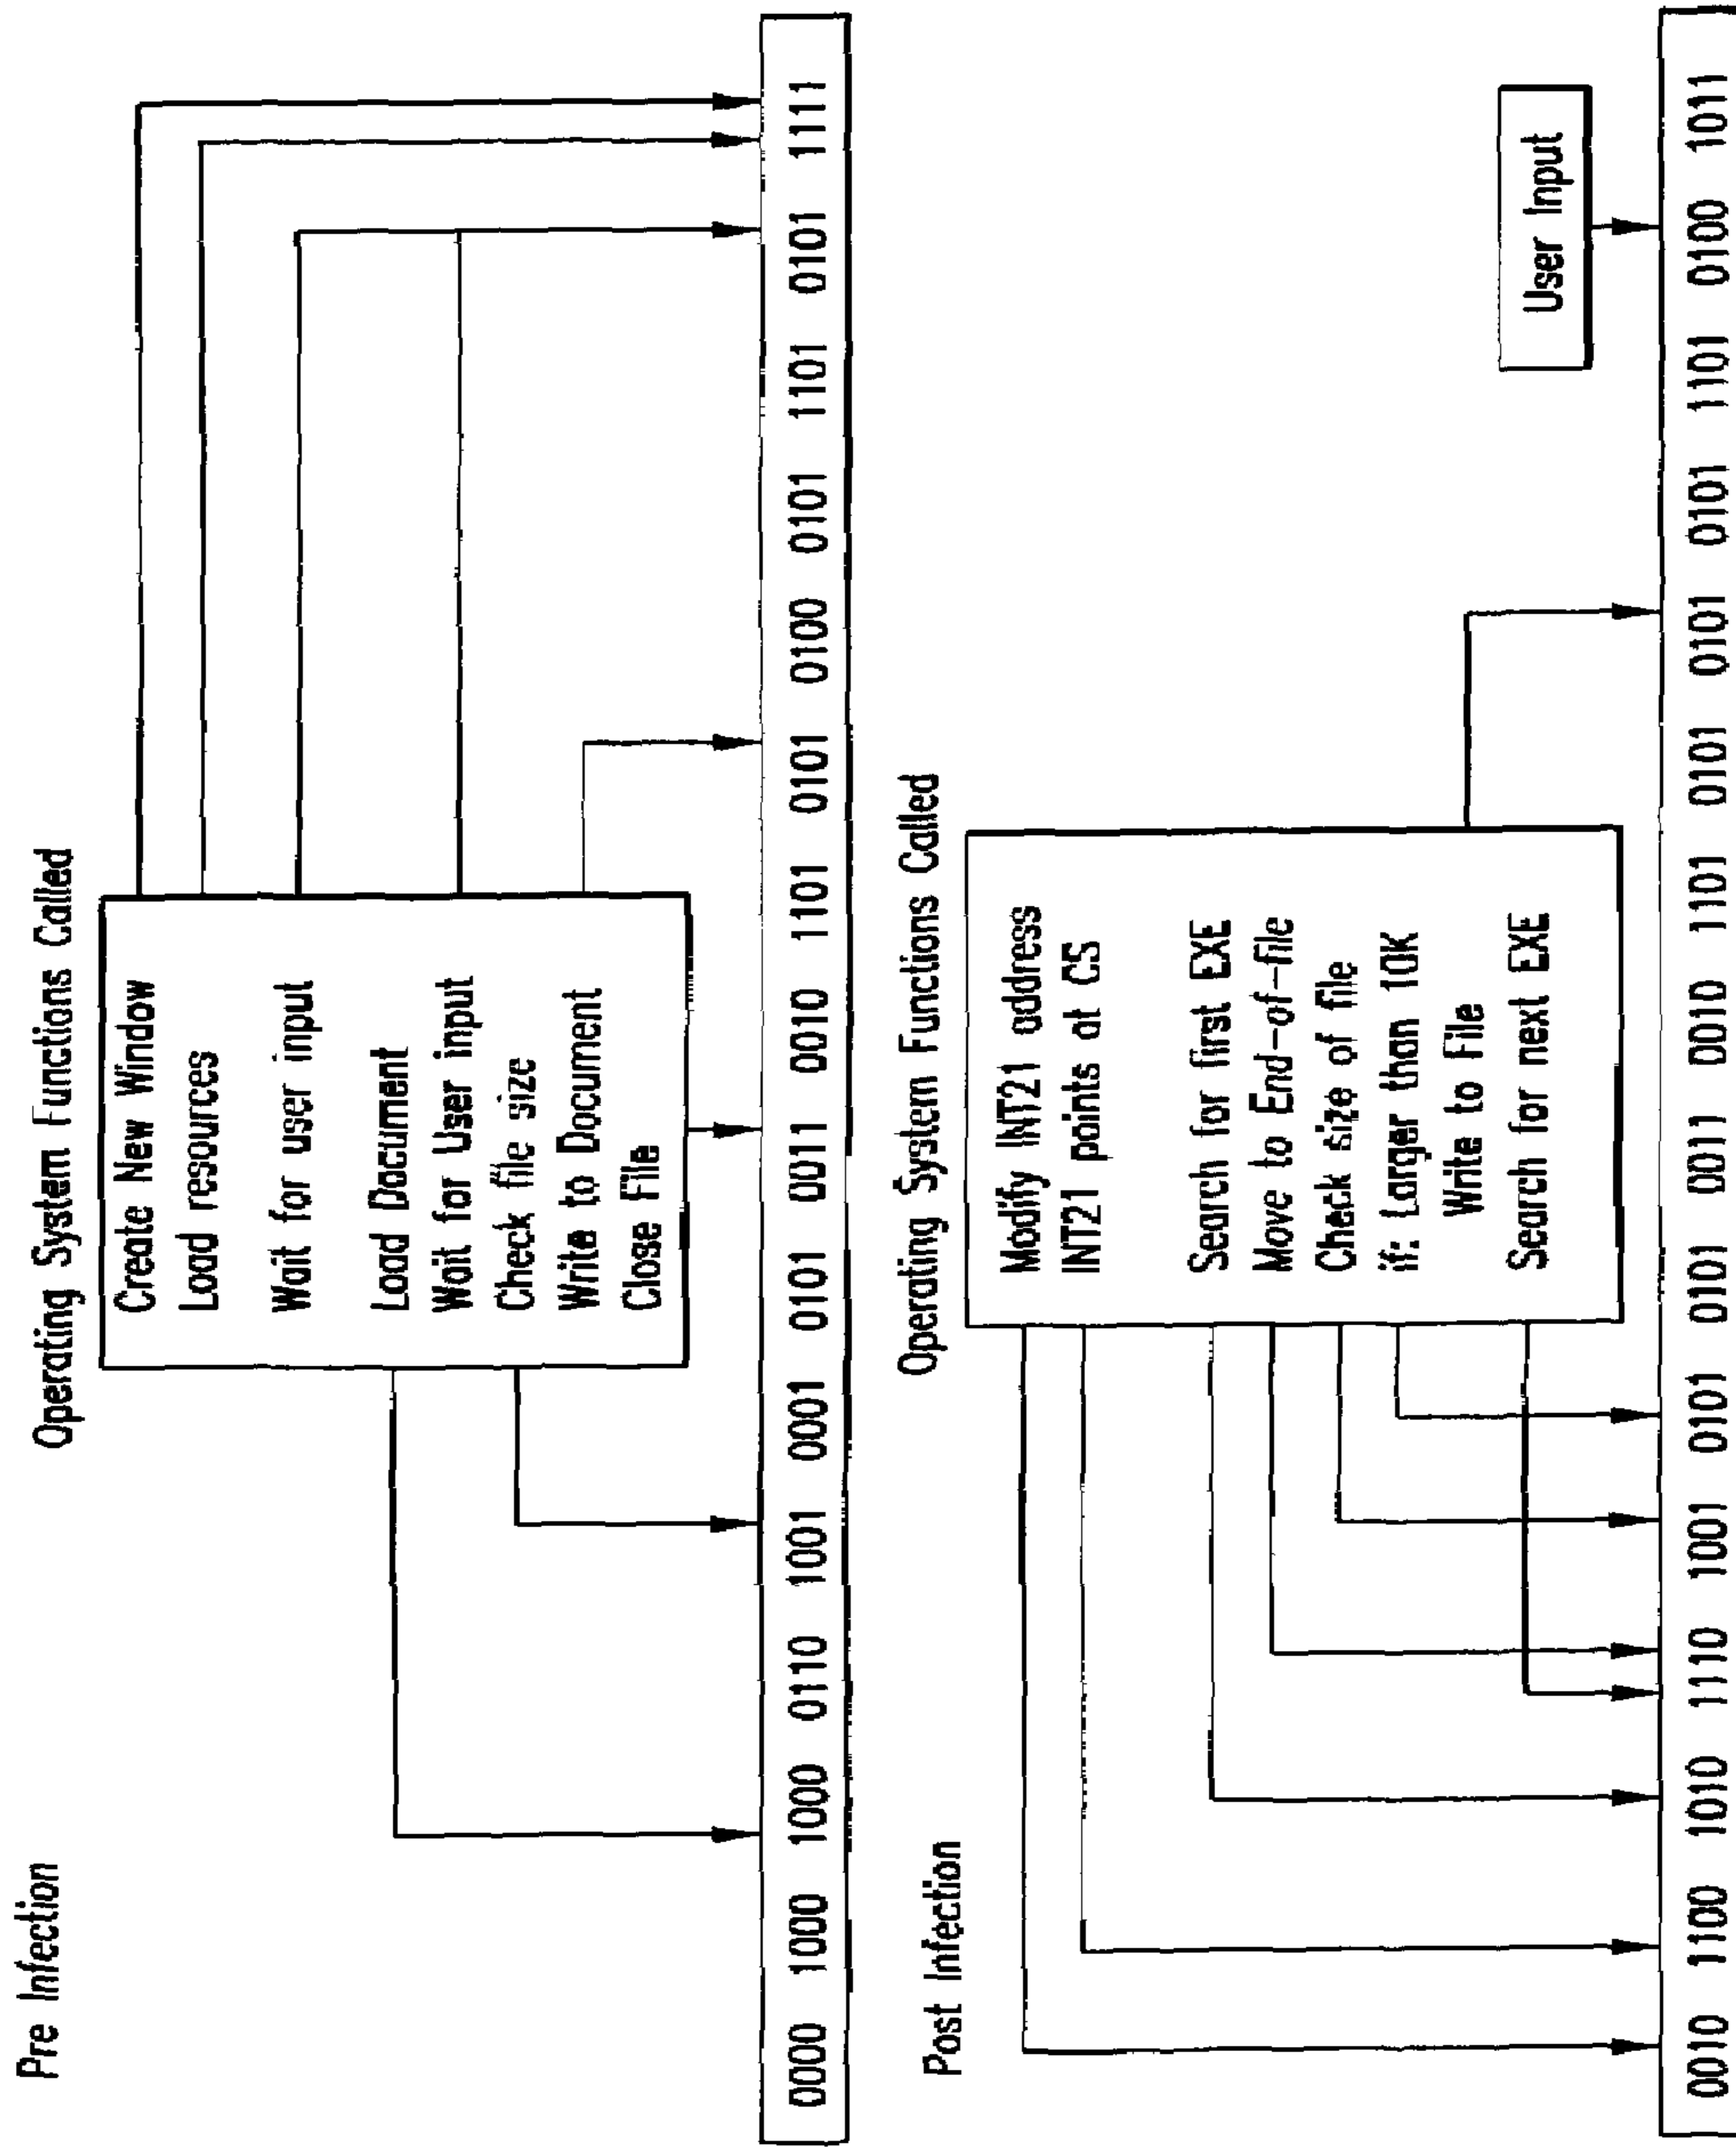 Pre Infection
Operating System Functions Called
Create New Window
Load resources
Wait for user input
Load Document
Wait for User input
Check file size
Write to Document
Close File
0000 1000 1000 0110 1001 0001 0101 0011 0010 1101 0101 0100 0101 1101 0101 1111
Post Infection
Operating System Functions Called
Modify INT21 address
INT21 points at CS
Search for first EXE
Move to End-of-file
Check size of file
if: Larger than 10K
Write to File
Search for next EXE
User Input
0010 1100 1010 1110 1001 0101 0101 0011 0010 1101 0101 0101 0101 1101 0100 1011